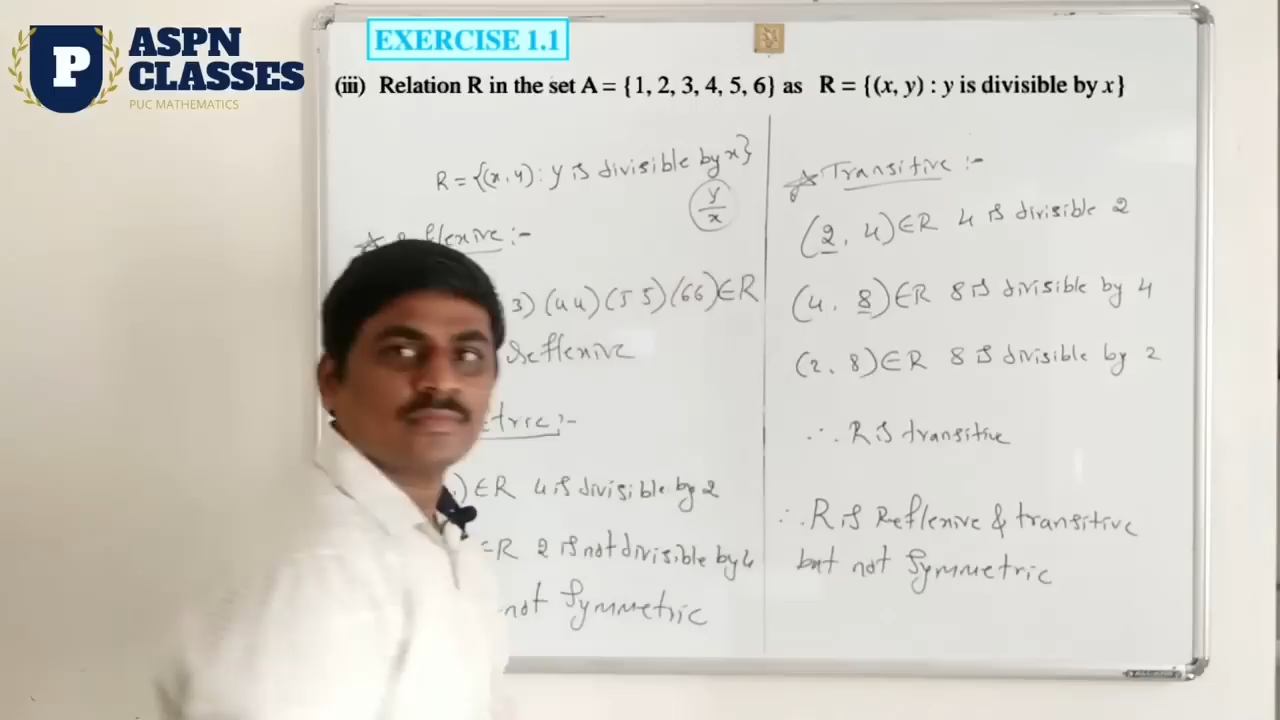 P
ASPN
CLASSES
PUC MATHEMATICS
EXERCISE 1.1
(iii) Relation R in the set A = {1, 2, 3, 4, 5, 6} as R = {(x, y) : y is divisible by x}
R = {(x, y) : y is divisible by x}
y/x
flexive :-
3) (4 4) (5 5) (6 6) ∈ R
Reflexive
etric :-
) ∈ R 4 is divisible by 2
R 2 is not divisible by 4
not Symmetric
Transitive :-
(2, 4) ∈ R 4 is divisible 2
(4, 8) ∈ R 8 is divisible by 4
(2, 8) ∈ R 8 is divisible by 2
∴ R is transitive
∴ R is Reflexive & transitive
but not Symmetric